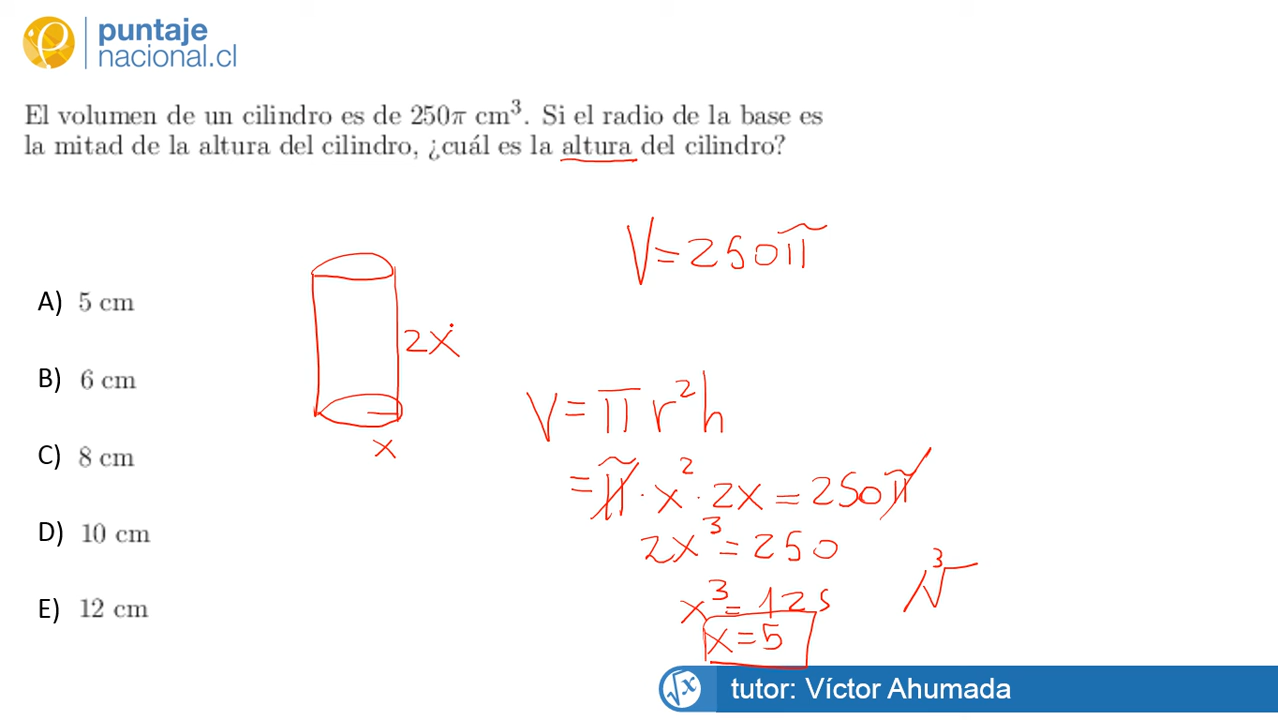 puntaje
nacional.cl
El volumen de un cilindro es de 250π cm³. Si el radio de la base es
la mitad de la altura del cilindro, ¿cuál es la altura del cilindro?
V=250π
A) 5 cm
2x
B) 6 cm
V=πr²h
x
C) 8 cm
=π·x²·2x=250π
D) 10 cm
2x³=250
E) 12 cm
x³=125
3√
x=5
√x
tutor: Víctor Ahumada